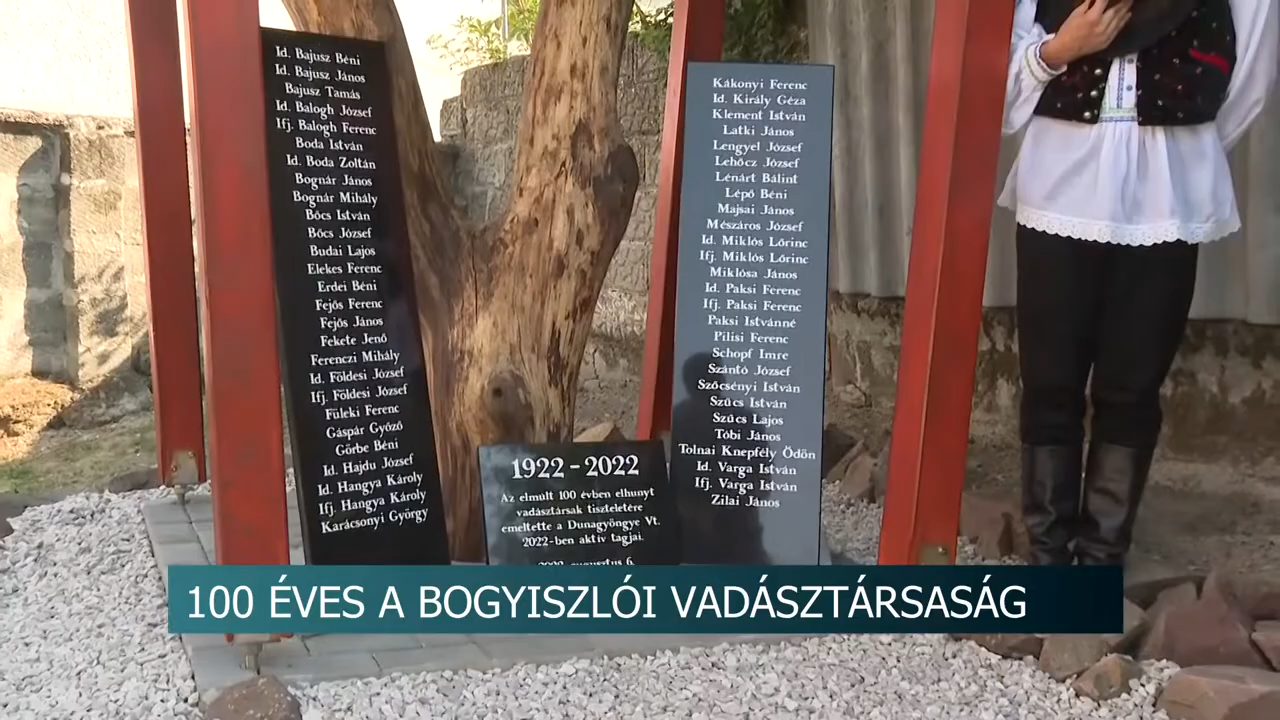 Id. Bajusz Béni
Id. Bajusz János
Bajusz Tamás
Id. Balogh József
Ifj. Balogh Ferenc
Boda István
Id. Boda Zoltán
Bognár János
Bognár Mihály
Bőcs István
Bőcs József
Budai Lajos
Elekes Ferenc
Erdei Béni
Fejős Ferenc
Fejős János
Fekete Jenő
Ferenczi Mihály
Id. Földesi József
Ifj. Földesi József
Füleki Ferenc
Gáspár Győző
Gőrbe Béni
Id. Hajdu József
Id. Hangya Károly
Ifj. Hangya Károly
Karácsonyi György
1922 - 2022
Az elmúlt 100 évben elhunyt
vadásztársak tiszteletére
emeltette a Dunagyöngye Vt.
2022-ben aktív tagjai.
2022. augusztus 6.
Kákonyi Ferenc
Id. Király Géza
Klement István
Latki János
Lengyel József
Lehőcz József
Lénárt Bálint
Lépő Béni
Majsai János
Mészáros József
Id. Miklós Lőrinc
Ifj. Miklós Lőrinc
Miklósa János
Id. Paksi Ferenc
Ifj. Paksi Ferenc
Paksi Istvánné
Pilisi Ferenc
Schopf Imre
Szántó József
Szőcsényi István
Szűcs István
Szűcs Lajos
Tóbi János
Tolnai Knepfély Ödön
Id. Varga István
Ifj. Varga István
Zilai János
100 ÉVES A BOGYISZLÓI VADÁSZTÁRSASÁG